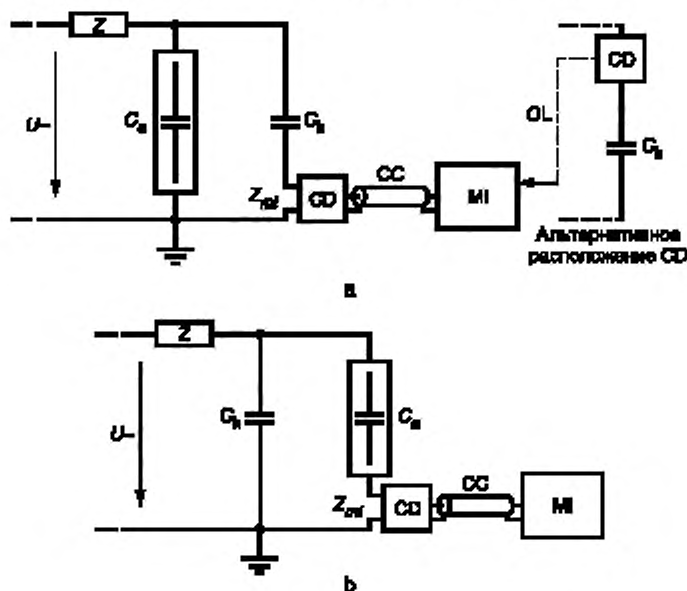 Z
CD
U~
Ca
Ck
OL
CC
Zmi
CD
MI
Ck
Альтернативное
расположение CD
a
Z
U~
Ck
Ca
CC
Zmi
CD
MI
b